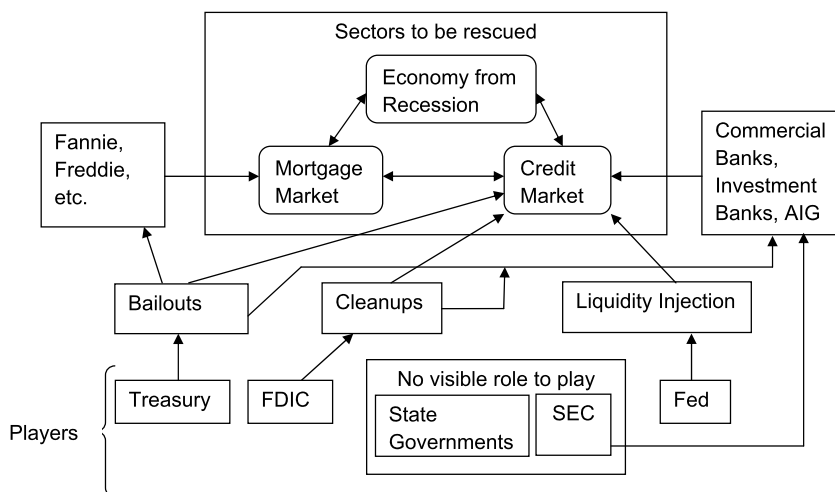 Sectors to be rescued
Economy from
Recession
Fannie,
Freddie,
etc.
Mortgage
Market
Credit
Market
Commercial
Banks,
Investment
Banks, AIG
Bailouts
Cleanups
Liquidity Injection
Players
Treasury
FDIC
No visible role to play
State
Governments
SEC
Fed